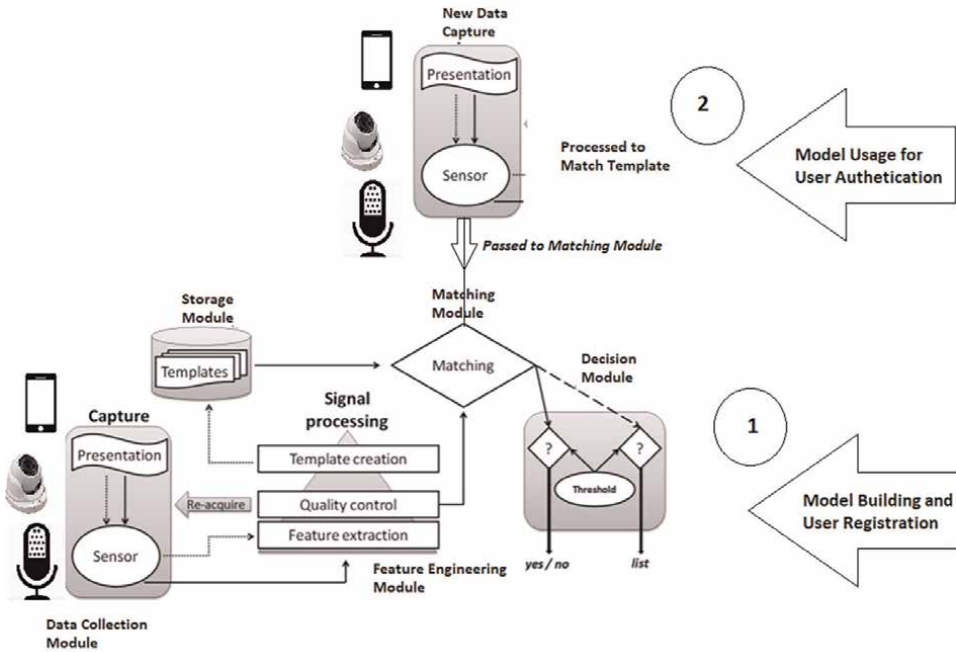 New Data
Capture
Presentation
Sensor
Processed to
Match Template
2
Model Usage for
User Authetication
Passed to Matching Module
Storage
Module
Templates
Matching
Module
Matching
Decision
Module
?
?
Threshold
yes / no
list
1
Model Building and
User Registration
Capture
Presentation
Sensor
Signal
processing
Template creation
Re-acquire
Quality control
Feature extraction
Feature Engineering
Module
Data Collection
Module